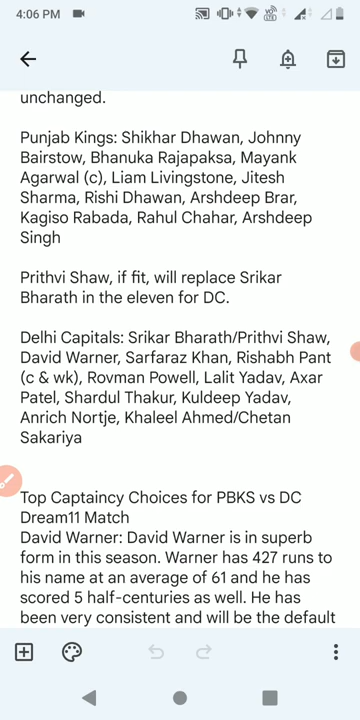 4:06 PM
unchanged.
Punjab Kings: Shikhar Dhawan, Johnny
Bairstow, Bhanuka Rajapaksa, Mayank
Agarwal (c), Liam Livingstone, Jitesh
Sharma, Rishi Dhawan, Arshdeep Brar,
Kagiso Rabada, Rahul Chahar, Arshdeep
Singh
Prithvi Shaw, if fit, will replace Srikar
Bharath in the eleven for DC.
Delhi Capitals: Srikar Bharath/Prithvi Shaw,
David Warner, Sarfaraz Khan, Rishabh Pant
(c & wk), Rovman Powell, Lalit Yadav, Axar
Patel, Shardul Thakur, Kuldeep Yadav,
Anrich Nortje, Khaleel Ahmed/Chetan
Sakariya
Top Captaincy Choices for PBKS vs DC
Dream11 Match
David Warner: David Warner is in superb
form in this season. Warner has 427 runs to
his name at an average of 61 and he has
scored 5 half-centuries as well. He has
been very consistent and will be the default